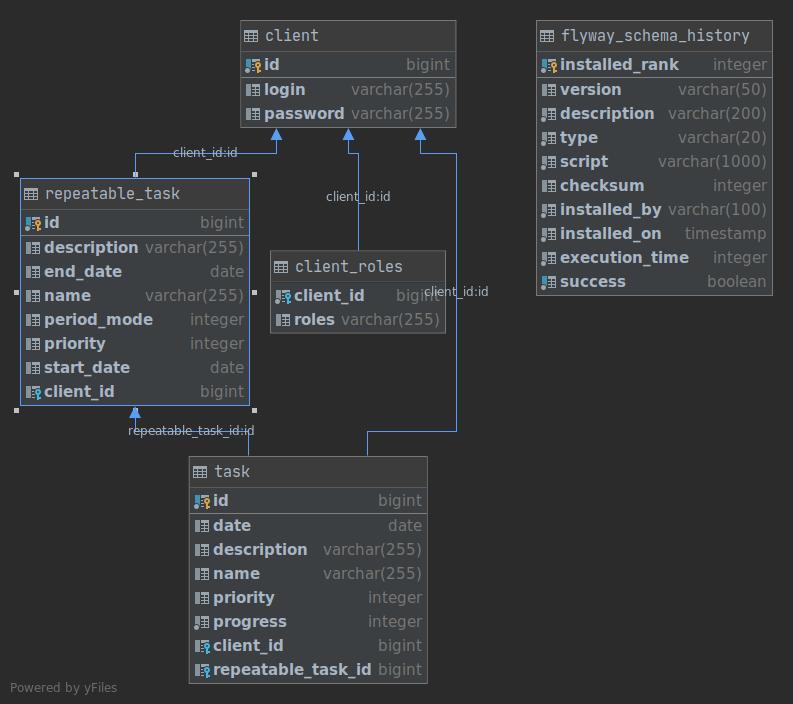 client
id bigint
login varchar(255)
password varchar(255)
flyway_schema_history
installed_rank integer
version varchar(50)
description varchar(200)
type varchar(20)
script varchar(1000)
checksum integer
installed_by varchar(100)
installed_on timestamp
execution_time integer
success boolean
client_id:id
client_id:id
client_id:id
repeatable_task
id bigint
description varchar(255)
end_date date
name varchar(255)
period_mode integer
priority integer
start_date date
client_id bigint
client_roles
client_id bigint
roles varchar(255)
repeatable_task_id:id
task
id bigint
date date
description varchar(255)
name varchar(255)
priority integer
progress integer
client_id bigint
repeatable_task_id bigint
Powered by yFiles